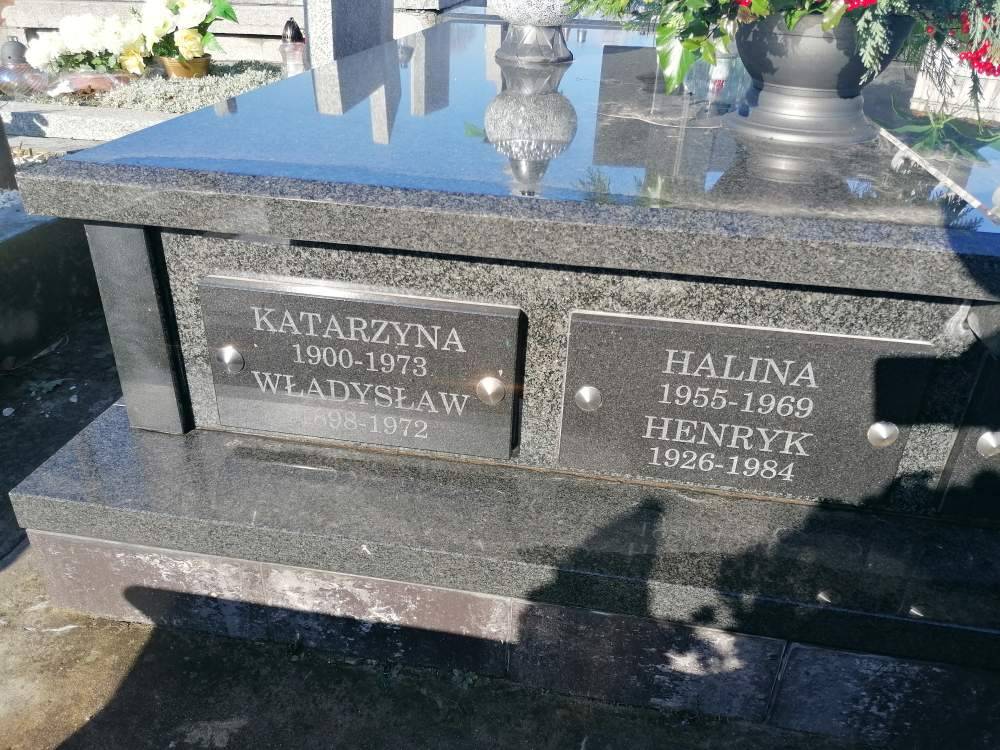 KATARZYNA
1900-1973
WŁADYSŁAW
1898-1972
HALINA
1955-1969
HENRYK
1926-1984